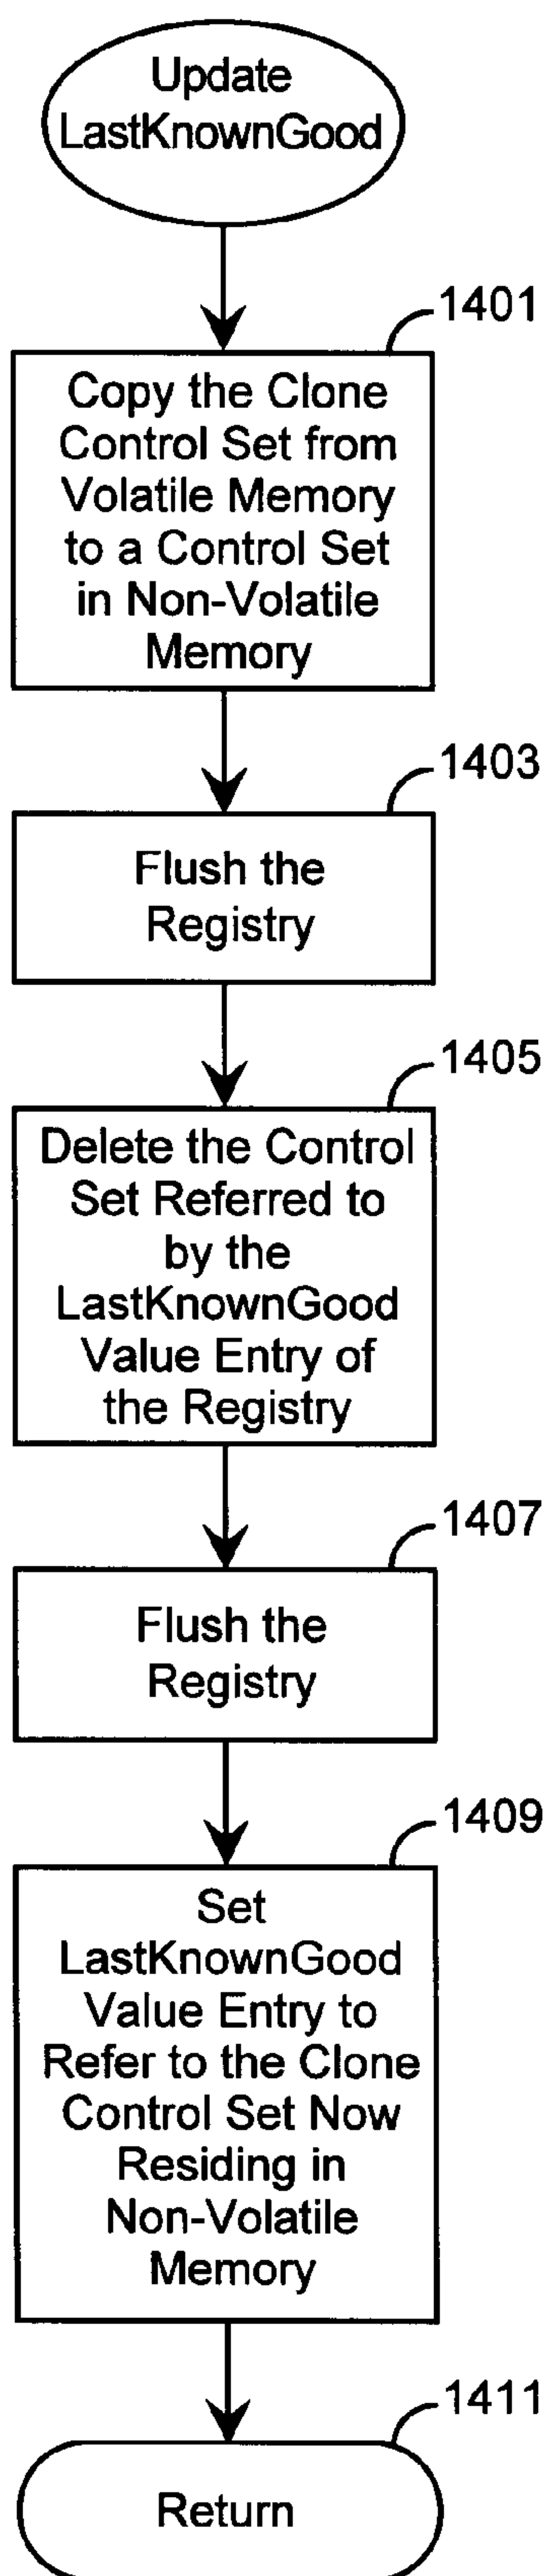 Update
LastKnownGood
1401
Copy the Clone
Control Set from
Volatile Memory
to a Control Set
in Non-Volatile
Memory
1403
Flush the
Registry
1405
Delete the Control
Set Referred to
by the
LastKnownGood
Value Entry of
the Registry
1407
Flush the
Registry
1409
Set
LastKnownGood
Value Entry to
Refer to the Clone
Control Set Now
Residing in
Non-Volatile
Memory
1411
Return